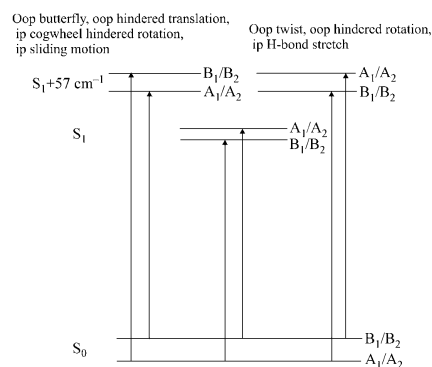 Oop butterfly, oop hindered translation,
ip cogwheel hindered rotation,
ip sliding motion
Oop twist, oop hindered rotation,
ip H-bond stretch
S₁+57 cm⁻¹
B₁/B₂
A₁/A₂
A₁/A₂
B₁/B₂
S₁
A₁/A₂
B₁/B₂
S₀
B₁/B₂
A₁/A₂